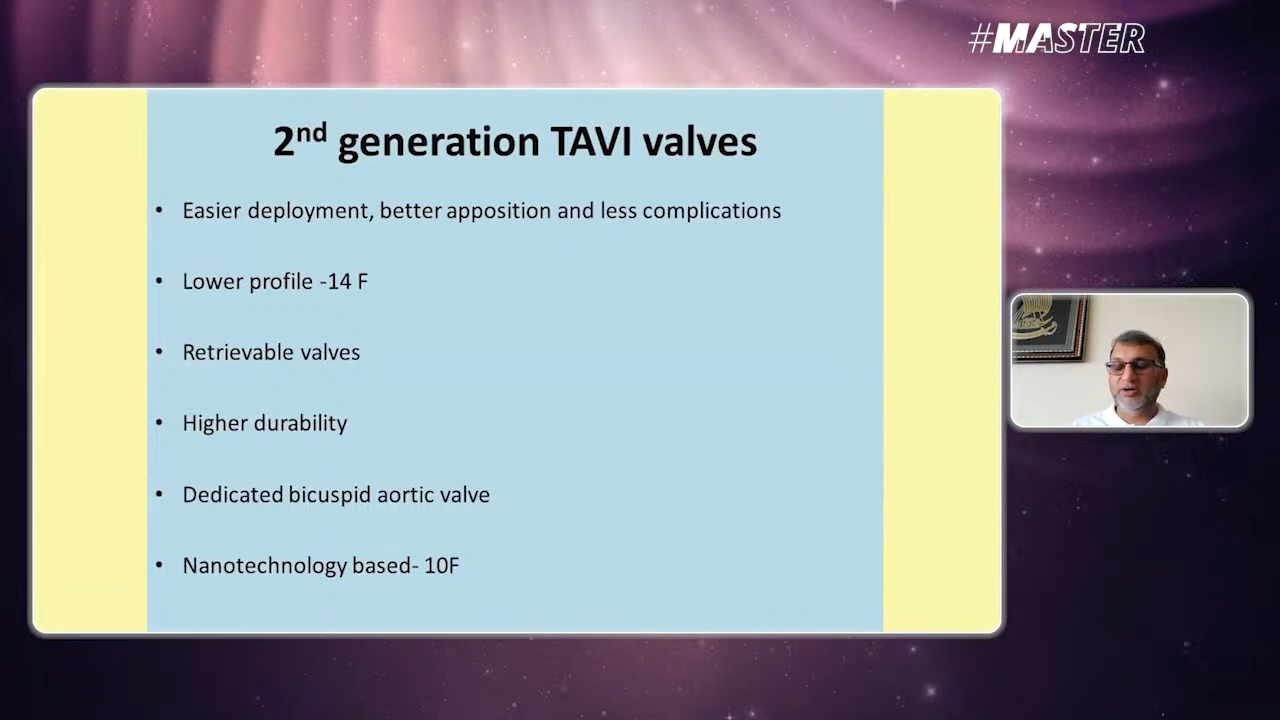 #MASTER
2nd generation TAVI valves
• Easier deployment, better apposition and less complications
• Lower profile -14 F
• Retrievable valves
• Higher durability
• Dedicated bicuspid aortic valve
• Nanotechnology based- 10F